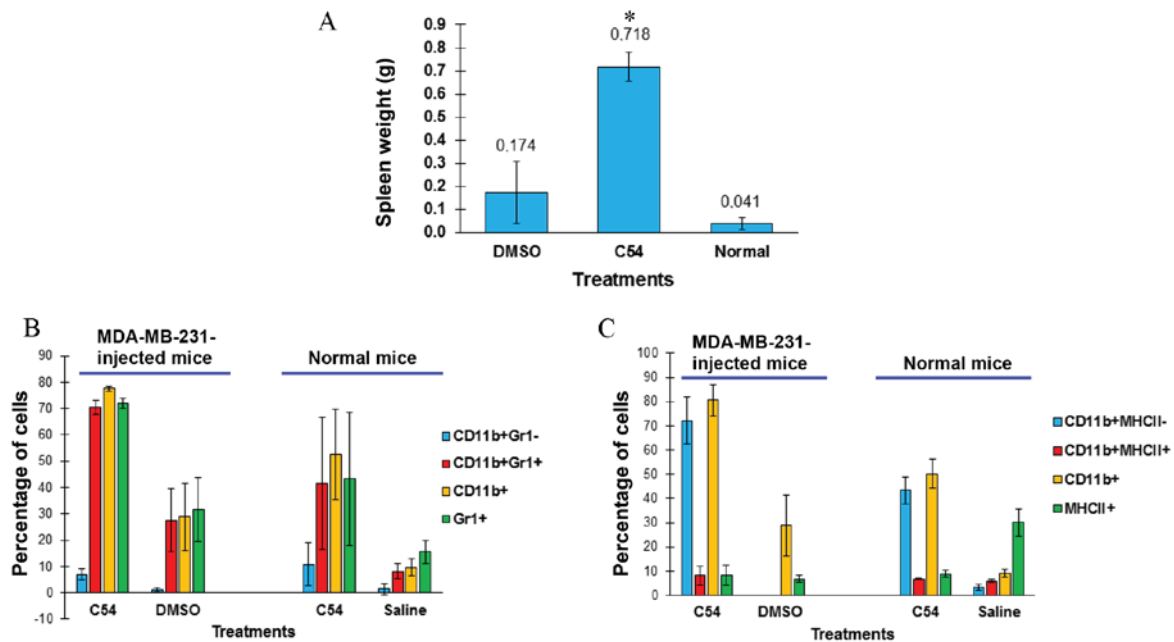 A
Spleen weight (g)
0.9
0.8
0.7
0.6
0.5
0.4
0.3
0.2
0.1
0.0
0.174
*
0.718
0.041
DMSO C54 Normal
Treatments
B
MDA-MB-231-
injected mice
Normal mice
Percentage of cells
90
80
70
60
50
40
30
20
10
0
-10
C54 DMSO C54 Saline
Treatments
CD11b+Gr1-
CD11b+Gr1+
CD11b+
Gr1+
C
MDA-MB-231-
injected mice
Normal mice
Percentage of cells
100
90
80
70
60
50
40
30
20
10
0
C54 DMSO C54 Saline
Treatments
CD11b+MHCII-
CD11b+MHCII+
CD11b+
MHCII+